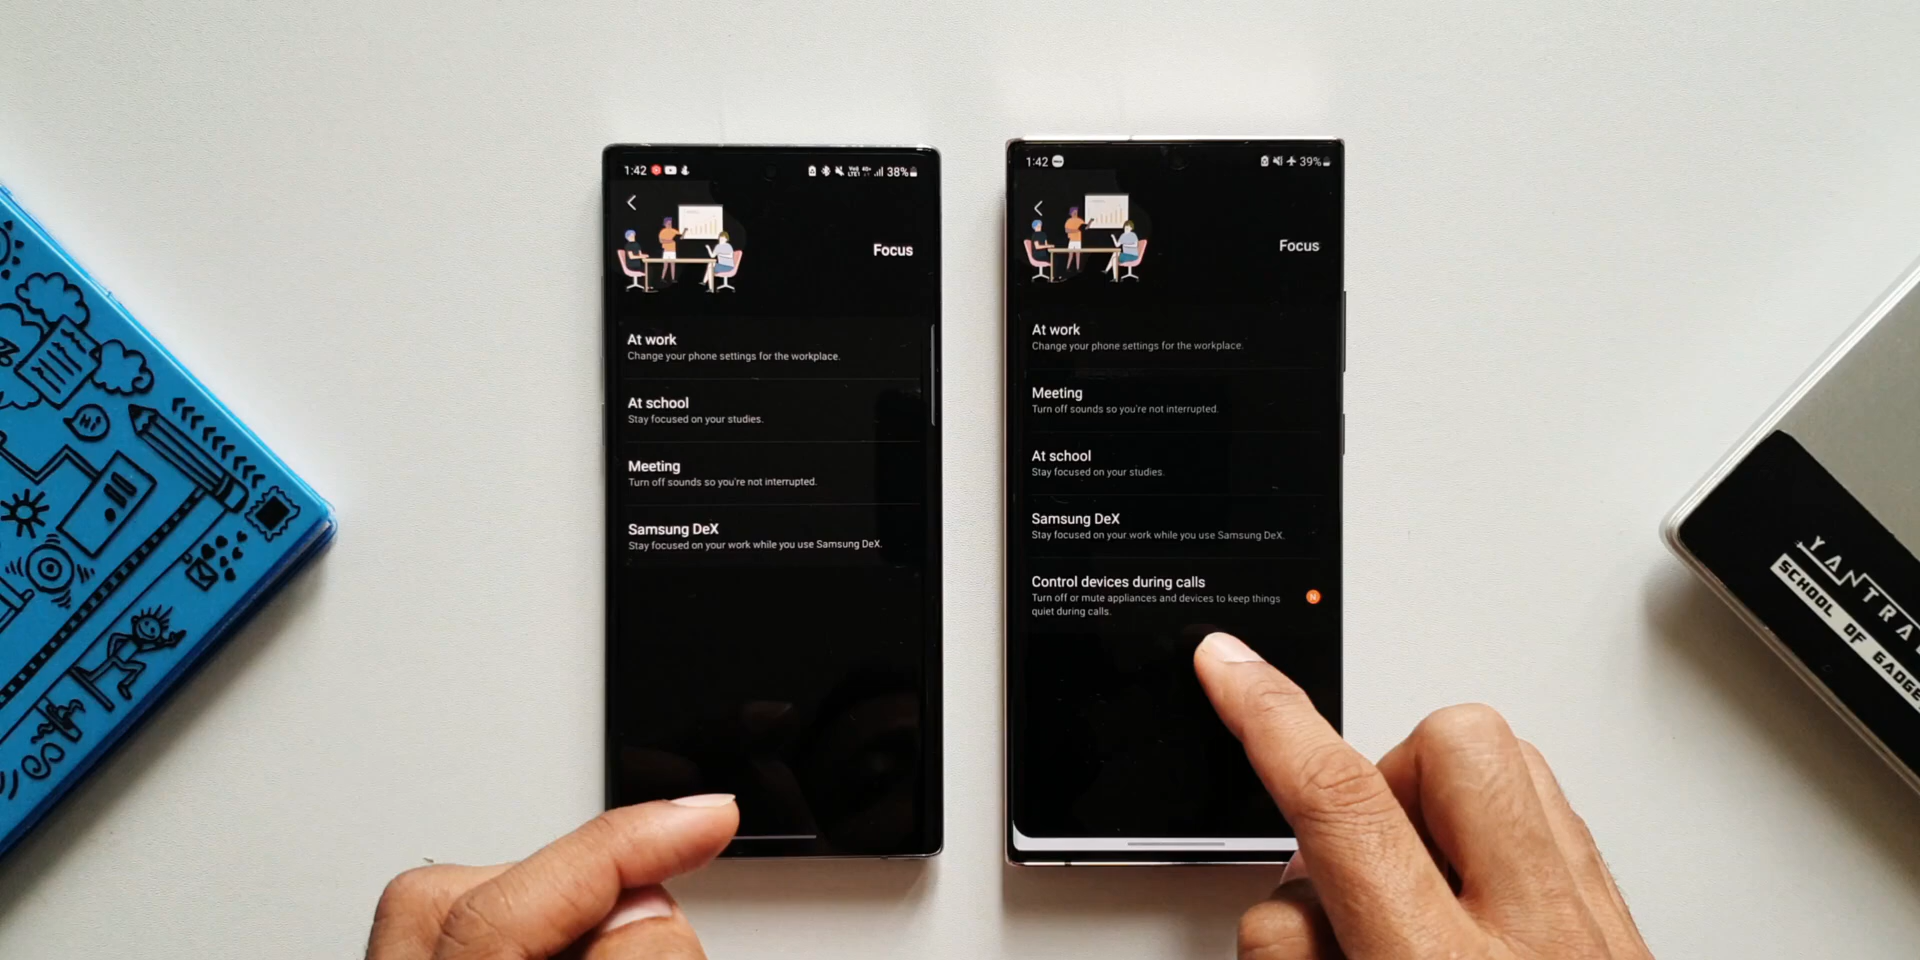 1:42
38%
Focus
At work
Change your phone settings for the workplace.
At school
Stay focused on your studies.
Meeting
Turn off sounds so you're not interrupted.
Samsung DeX
Stay focused on your work while you use Samsung DeX.
1:42
39%
Focus
At work
Change your phone settings for the workplace.
Meeting
Turn off sounds so you're not interrupted.
At school
Stay focused on your studies.
Samsung DeX
Stay focused on your work while you use Samsung DeX.
Control devices during calls
Turn off or mute appliances and devices to keep things
quiet during calls.
N
Hi
YANTRA
SCHOOL OF GADGE